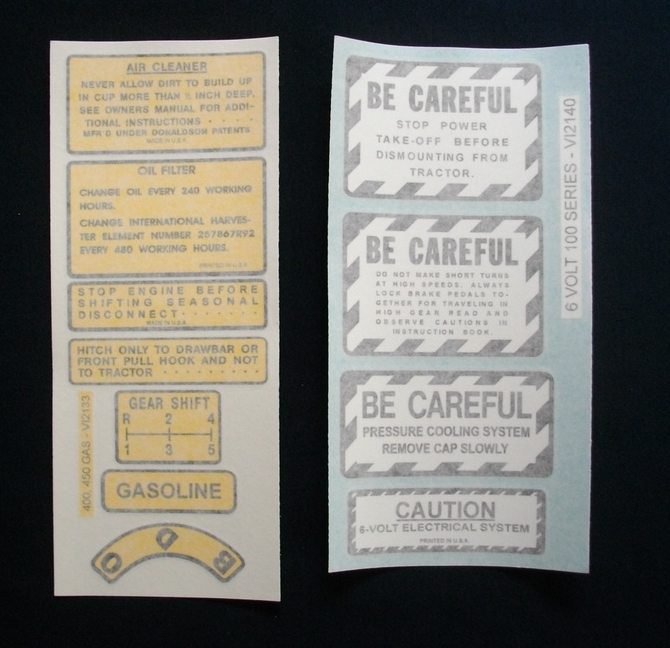 AIR CLEANER
NEVER ALLOW DIRT TO BUILD UP
IN CUP MORE THAN ½ INCH DEEP.
SEE OWNERS MANUAL FOR ADDI-
TIONAL INSTRUCTIONS · · · · ·
MFR'D UNDER DONALDSON PATENTS
MADE IN U.S.A.
OIL FILTER
CHANGE OIL EVERY 240 WORKING
HOURS.
CHANGE INTERNATIONAL HARVES-
TER ELEMENT NUMBER 257867R92
EVERY 480 WORKING HOURS.
PRINTED IN U.S.A.
STOP ENGINE BEFORE
SHIFTING SEASONAL
DISCONNECT · · · · · · ·
MADE IN U.S.A.
HITCH ONLY TO DRAWBAR OR
FRONT PULL HOOK AND NOT
TO TRACTOR · · · · · · · · ·
400, 450 GAS - VI2133
GEAR SHIFT
R 2 4
1 3 5
GASOLINE
O D B
BE CAREFUL
STOP POWER
TAKE-OFF BEFORE
DISMOUNTING FROM
TRACTOR.
BE CAREFUL
DO NOT MAKE SHORT TURNS
AT HIGH SPEEDS. ALWAYS
LOCK BRAKE PEDALS TO-
GETHER FOR TRAVELING IN
HIGH GEAR READ AND
OBSERVE CAUTIONS IN
INSTRUCTION BOOK.
BE CAREFUL
PRESSURE COOLING SYSTEM
REMOVE CAP SLOWLY
CAUTION
6-VOLT ELECTRICAL SYSTEM
PRINTED IN U.S.A.
6 VOLT 100 SERIES - VI2140